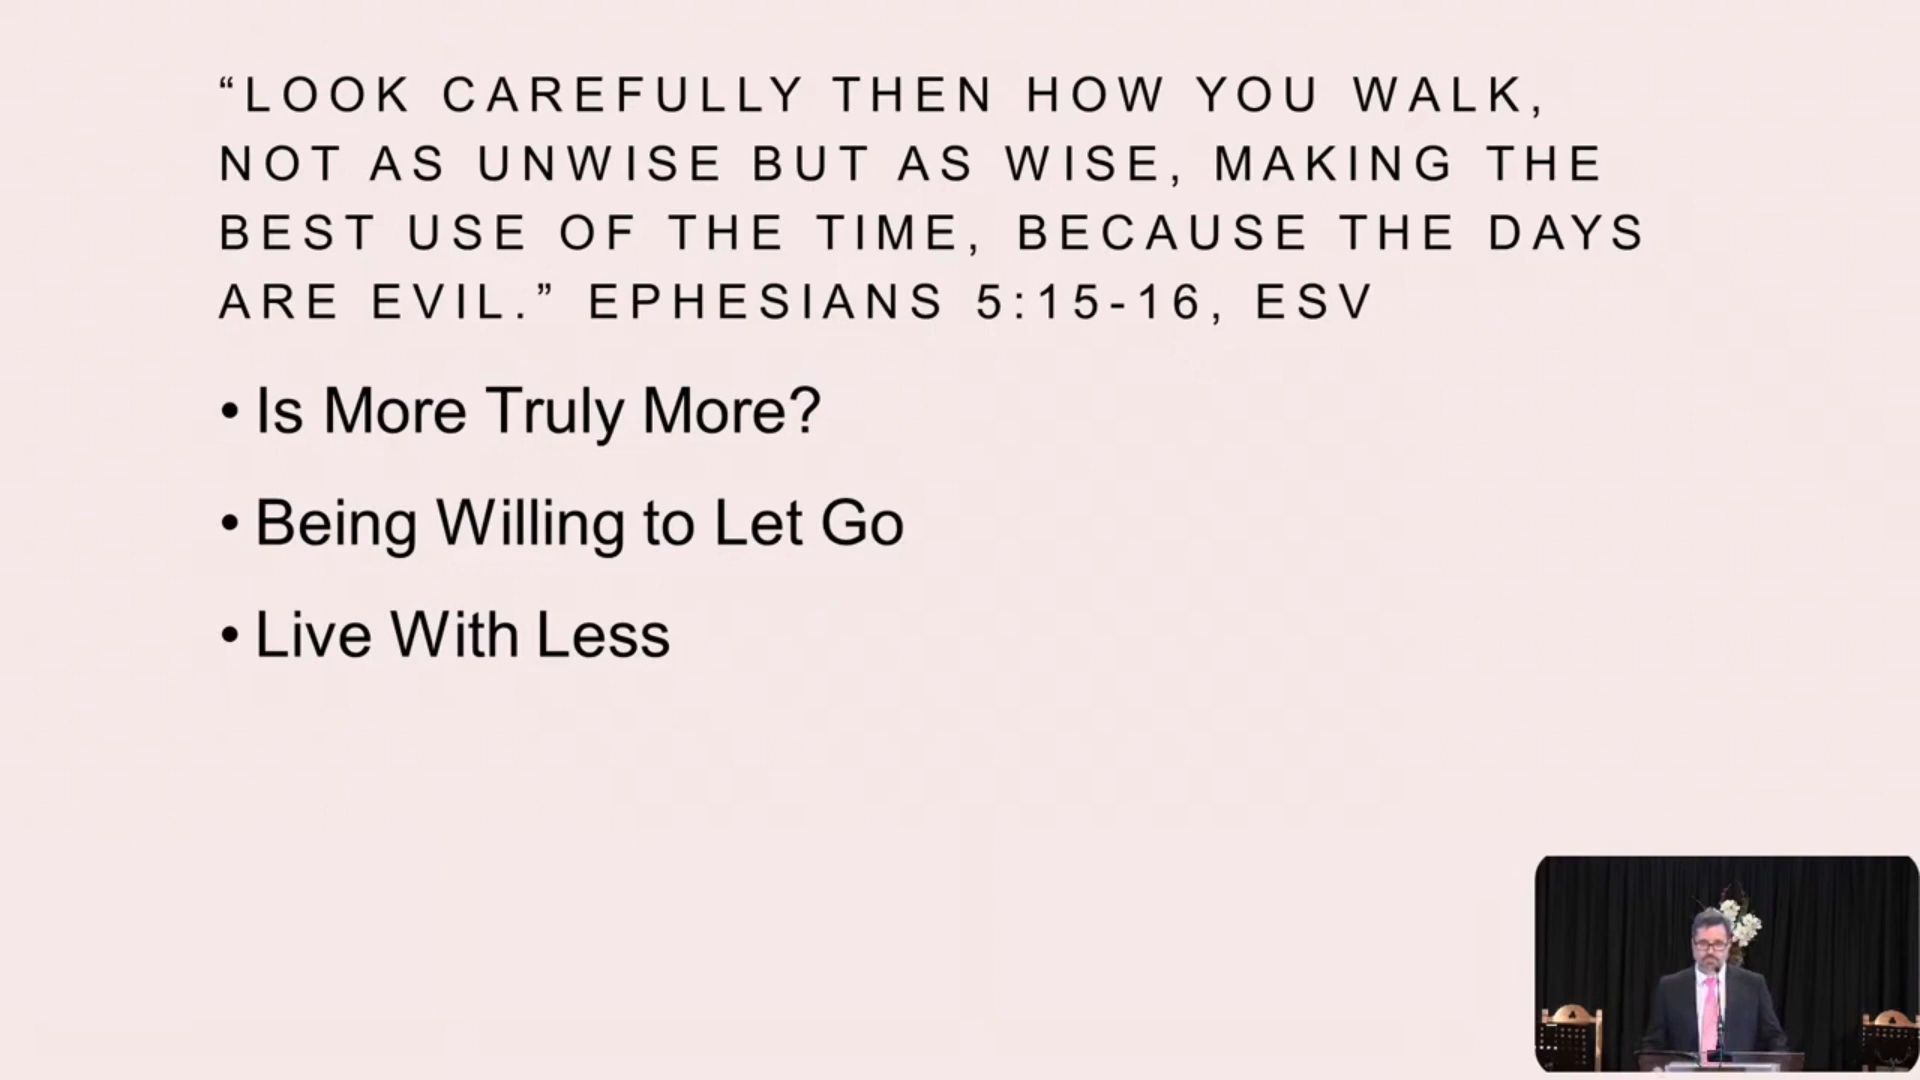 “LOOK CAREFULLY THEN HOW YOU WALK,
NOT AS UNWISE BUT AS WISE, MAKING THE
BEST USE OF THE TIME, BECAUSE THE DAYS
ARE EVIL.” EPHESIANS 5:15-16, ESV
• Is More Truly More?
• Being Willing to Let Go
• Live With Less